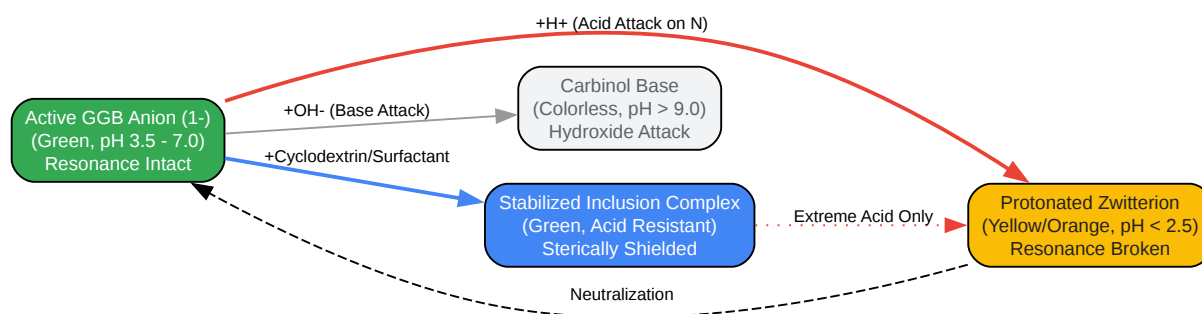 +H+ (Acid Attack on N)
Carbinol Base
(Colorless, pH > 9.0)
Hydroxide Attack
+OH- (Base Attack)
Active GGB Anion (1-)
(Green, pH 3.5 - 7.0)
Resonance Intact
+Cyclodextrin/Surfactant
Stabilized Inclusion Complex
(Green, Acid Resistant)
Sterically Shielded
Extreme Acid Only
Protonated Zwitterion
(Yellow/Orange, pH < 2.5)
Resonance Broken
Neutralization